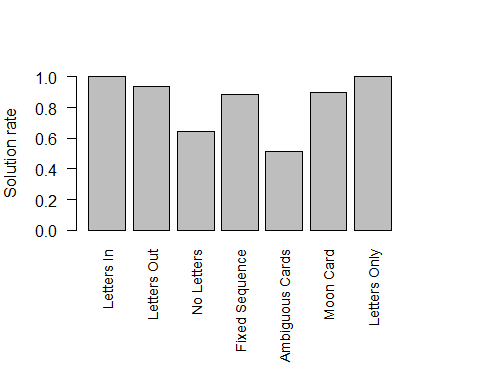 Solution rate
1.0
0.8
0.6
0.4
0.2
0.0
Letters In
Letters Out
No Letters
Fixed Sequence
Ambiguous Cards
Moon Card
Letters Only